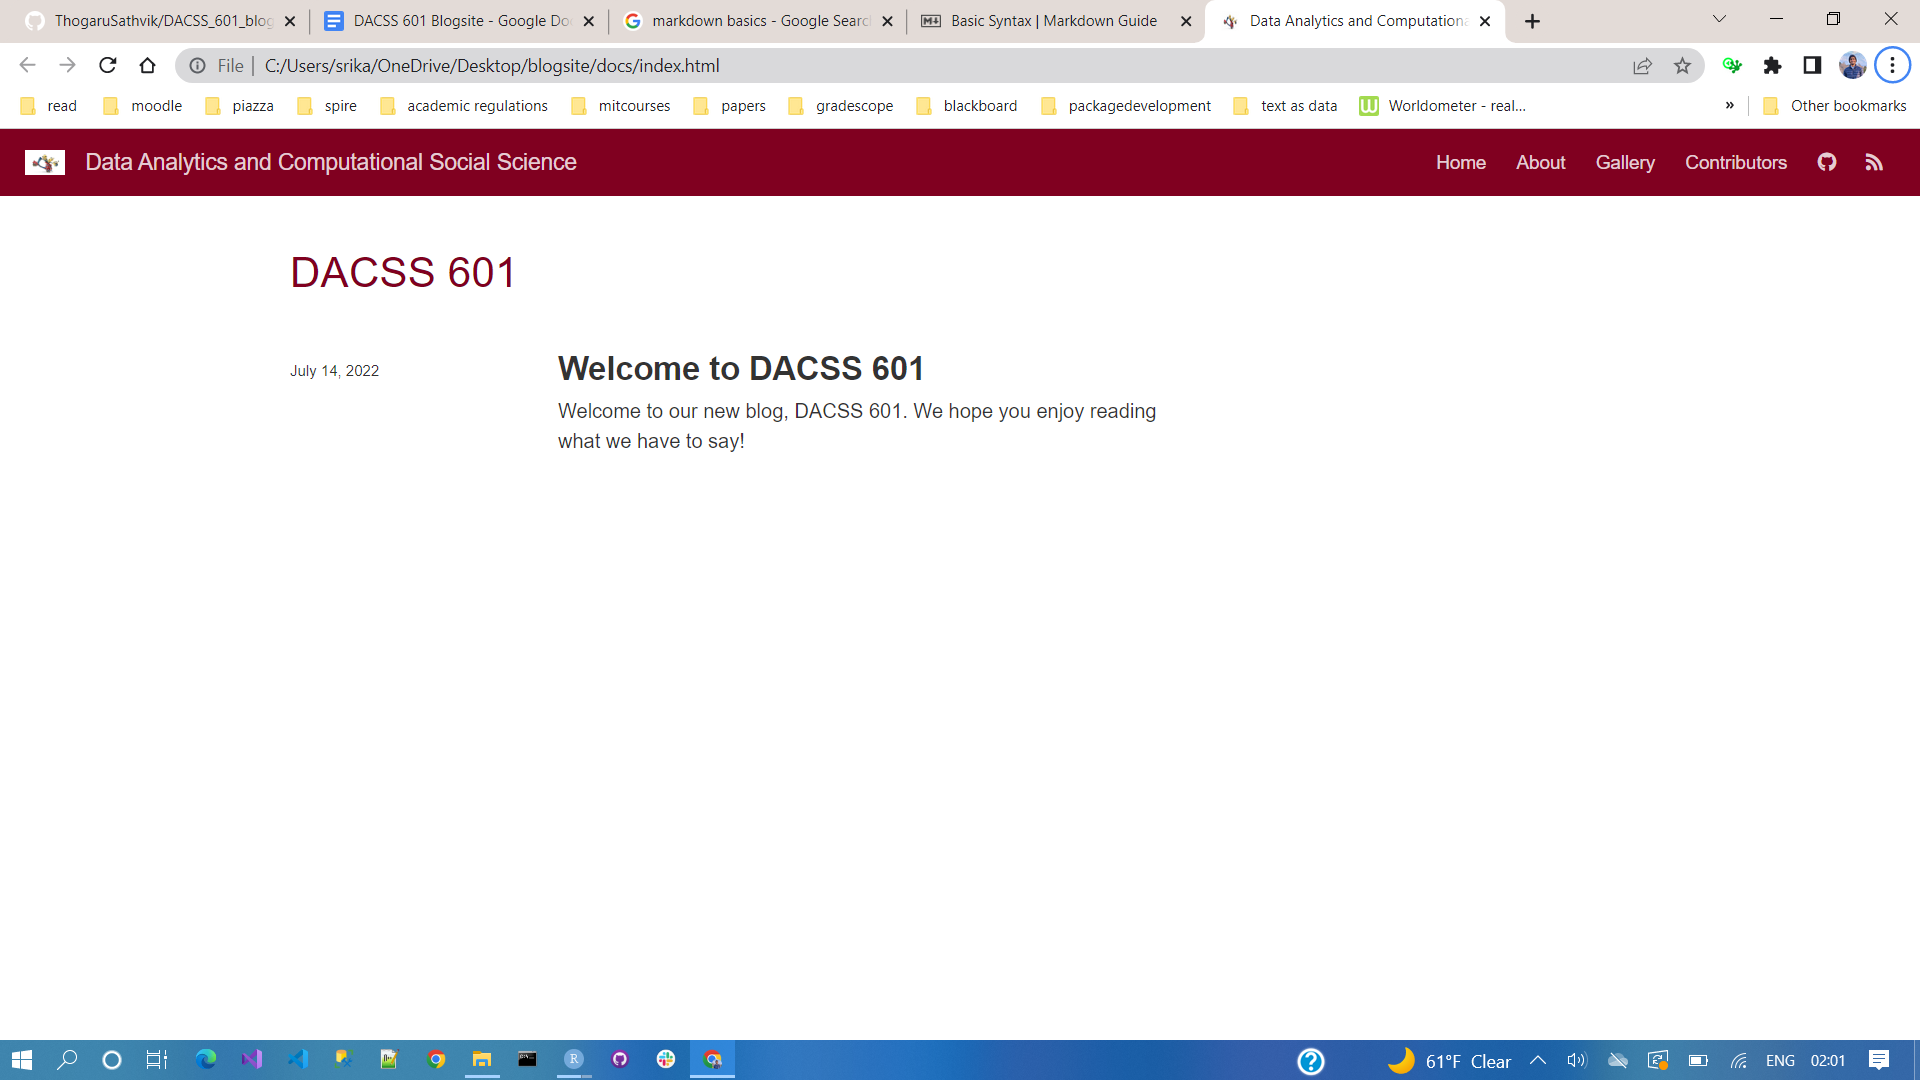 ThogaruSathvik/DACSS_601_blog
DACSS 601 Blogsite - Google Do
markdown basics - Google Searc
Basic Syntax | Markdown Guide
Data Analytics and Computationa
File
C:/Users/srika/OneDrive/Desktop/blogsite/docs/index.html
read
moodle
piazza
spire
academic regulations
mitcourses
papers
gradescope
blackboard
packagedevelopment
text as data
Worldometer - real...
»
Other bookmarks
Data Analytics and Computational Social Science
Home
About
Gallery
Contributors
DACSS 601
July 14, 2022
Welcome to DACSS 601
Welcome to our new blog, DACSS 601. We hope you enjoy reading
what we have to say!
61°F Clear
ENG
02:01